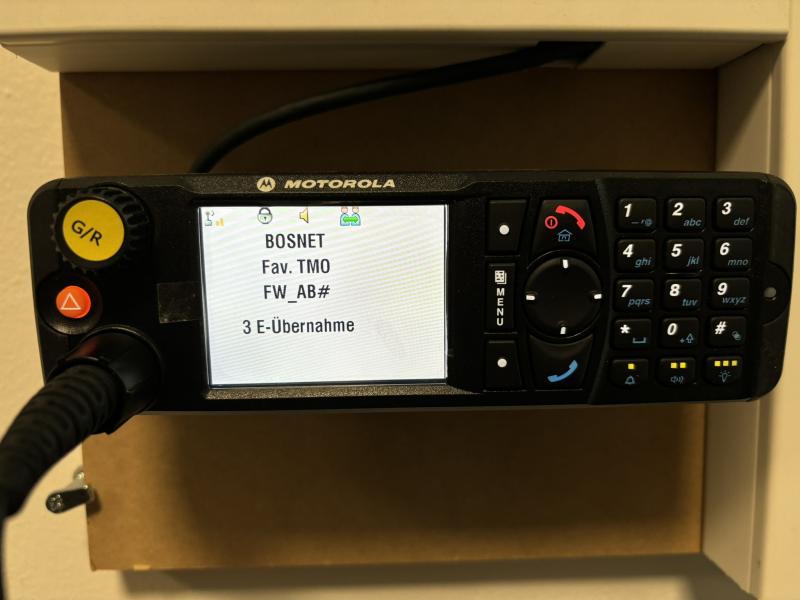 MOTOROLA
G/R
BOSNET
Fav. TMO
FW_AB#
3 E-Übernahme
MENU
1 2 abc 3 def
4 ghi 5 jkl 6 mno
7 pqrs 8 tuv 9 wxyz
* 0 + #